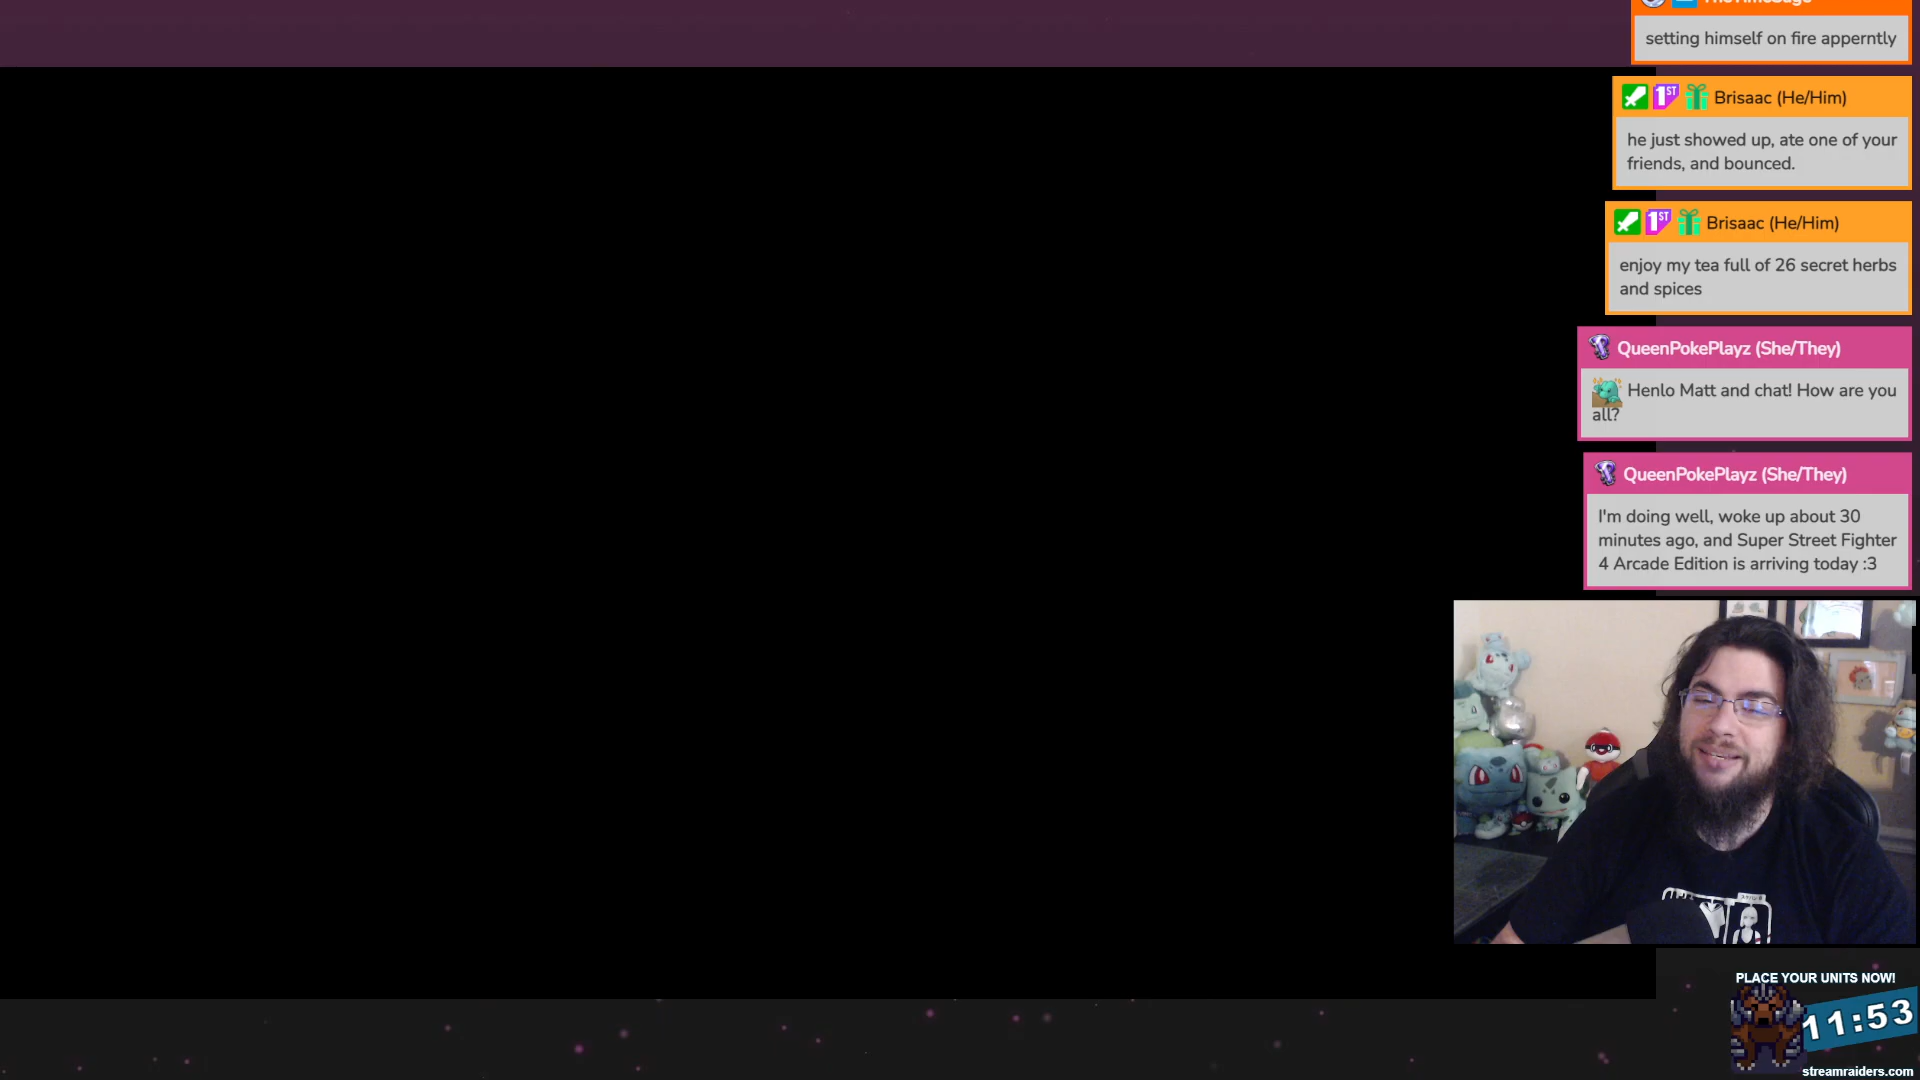 TheTimeSage
setting himself on fire apperntly
1ST Brisaac (He/Him)
he just showed up, ate one of your
friends, and bounced.
1ST Brisaac (He/Him)
enjoy my tea full of 26 secret herbs
and spices
QueenPokePlayz (She/They)
Henlo Matt and chat! How are you
all?
QueenPokePlayz (She/They)
I'm doing well, woke up about 30
minutes ago, and Super Street Fighter
4 Arcade Edition is arriving today :3
PLACE YOUR UNITS NOW!
11:53
streamraiders.com